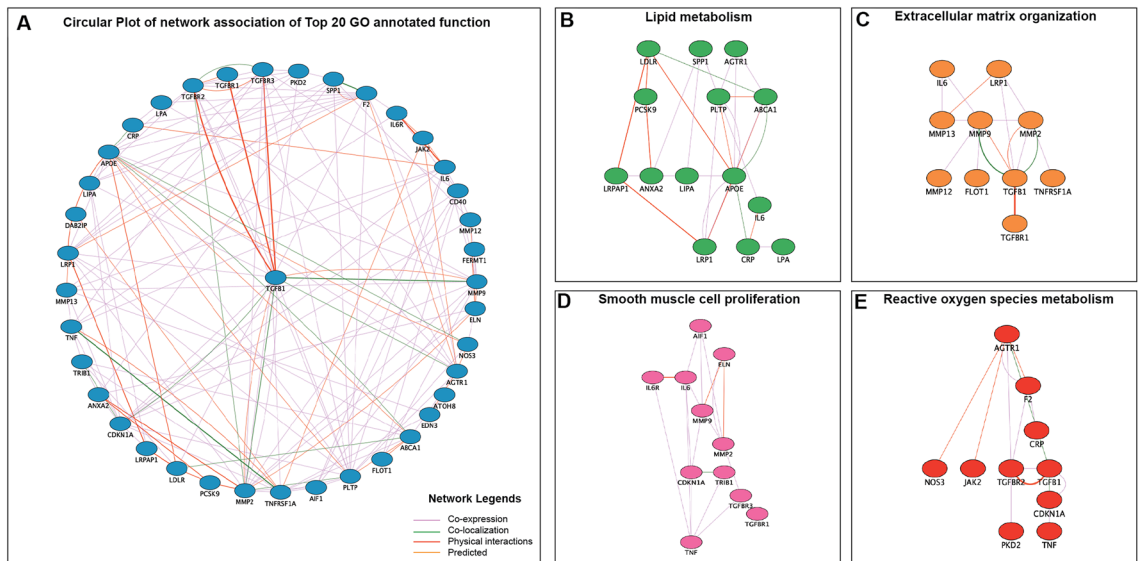 A
Circular Plot of network association of Top 20 GO annotated function
TGFBR3
TGFBR1
PKD2
TGFBR2
SPP1
F2
LPA
IL6R
CRP
JAK2
APOE
IL6
LIPA
CD40
DAB2IP
MMP12
LRP1
FERMT1
TGFB1
MMP9
MMP13
ELN
TNF
NOS3
TRIB1
AGTR1
ANXA2
ATOH8
CDKN1A
EDN3
LRPAP1
ABCA1
LDLR
FLOT1
PCSK9
PLTP
MMP2
TNFRSF1A
AIF1
Network Legends
Co-expression
Co-localization
Physical interactions
Predicted
B
Lipid metabolism
LDLR
SPP1
AGTR1
PCSK9
PLTP
ABCA1
LRPAP1
ANXA2
LIPA
APOE
IL6
LRP1
CRP
LPA
C
Extracellular matrix organization
IL6
LRP1
MMP13
MMP9
MMP2
MMP12
FLOT1
TGFB1
TNFRSF1A
TGFBR1
D
Smooth muscle cell proliferation
AIF1
ELN
IL6R
IL6
MMP9
MMP2
CDKN1A
TRIB1
TGFBR3
TGFBR1
TNF
E
Reactive oxygen species metabolism
AGTR1
F2
CRP
NOS3
JAK2
TGFBR2
TGFB1
CDKN1A
PKD2
TNF